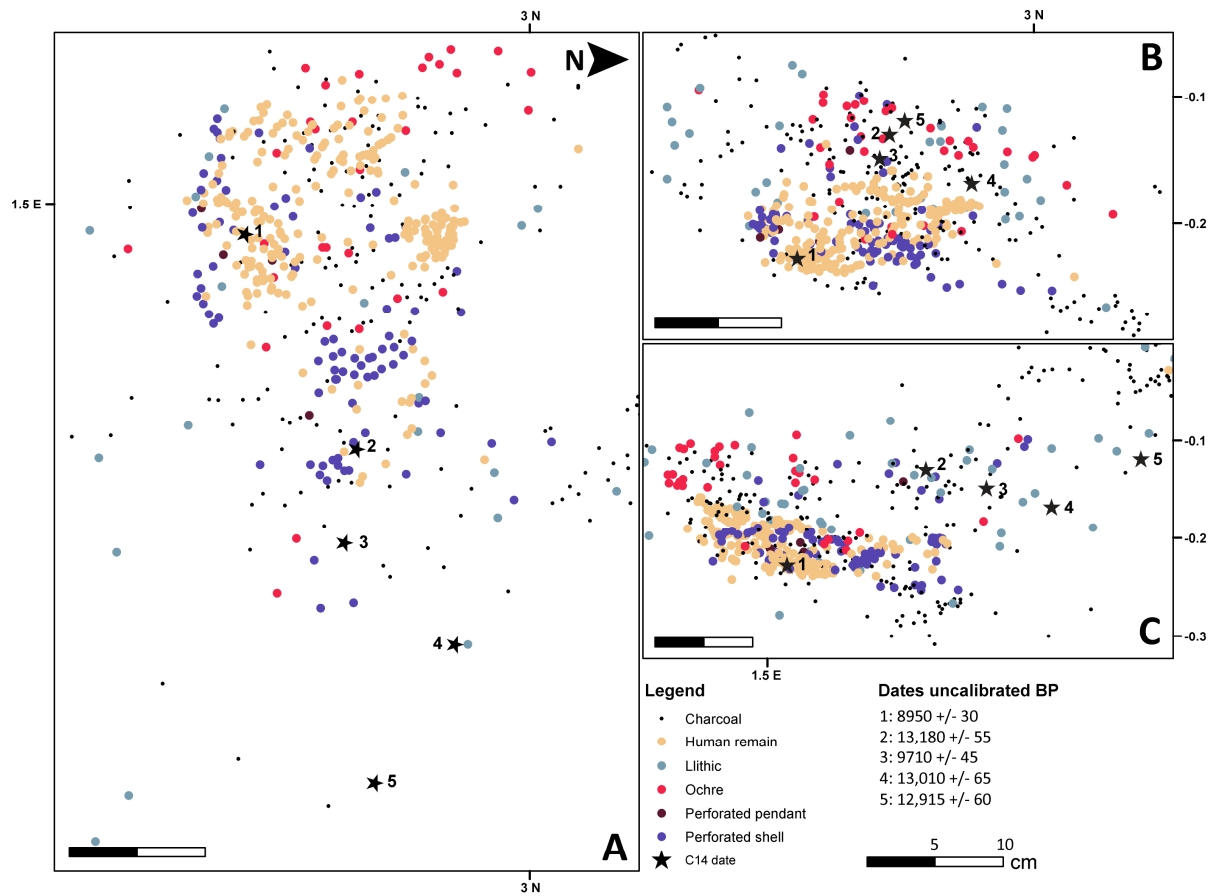 3 N
3 N
N
B
-0.1
5
2
3
4
1.5 E
1
-0.2
1
2
-0.1
2
5
3
3
4
-0.2
1
4
C
-0.3
1.5 E
5
A
3 N
Legend
Charcoal
Human remain
Llithic
Ochre
Perforated pendant
Perforated shell
C14 date
Dates uncalibrated BP
1: 8950 +/- 30
2: 13,180 +/- 55
3: 9710 +/- 45
4: 13,010 +/- 65
5: 12,915 +/- 60
5 10
cm